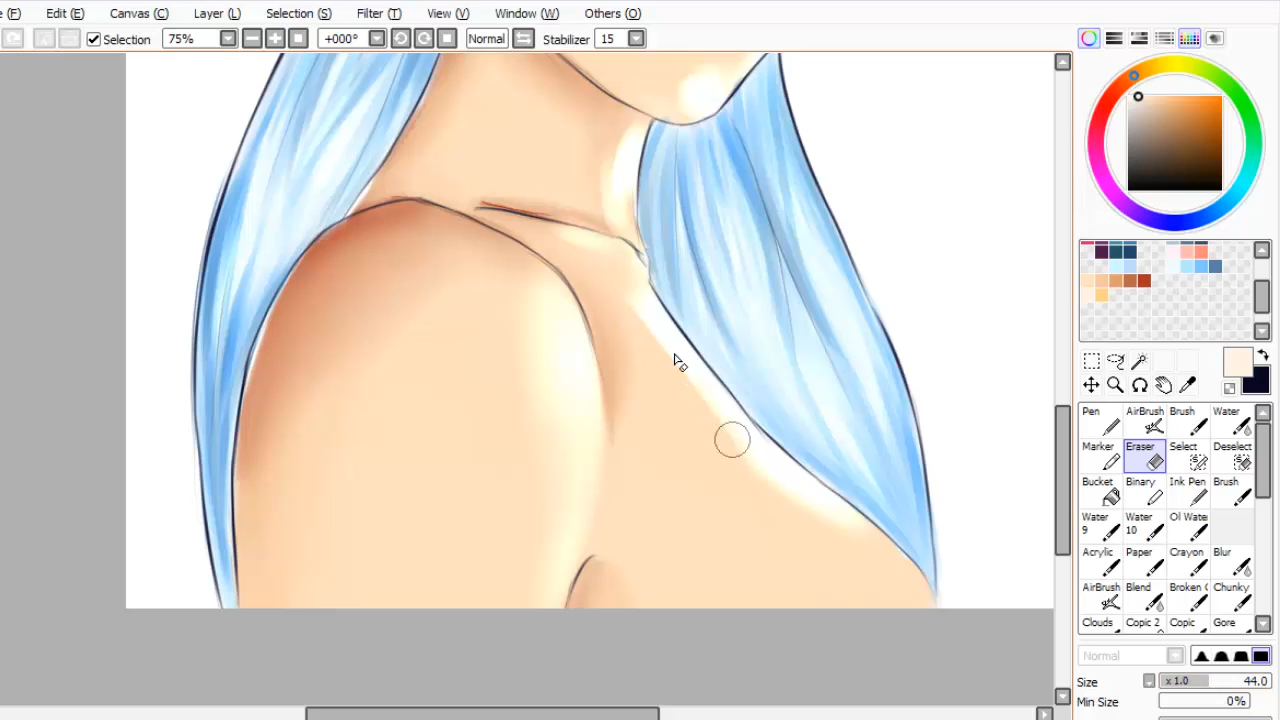 e (F) Edit (E) Canvas (C) Layer (L) Selection (S) Filter (T) View (V) Window (W) Others (O)
Selection 75% +000° Normal Stabilizer 15
Pen AirBrush Brush Water
Marker Eraser Select Deselect
Bucket Binary Ink Pen Brush
Water 9 Water 10 Ol Water
Acrylic Paper Crayon Blur
AirBrush Blend Broken C Chunky
Clouds Copic 2 Copic Gore
Normal
Size x 1.0 44.0
Min Size 0%